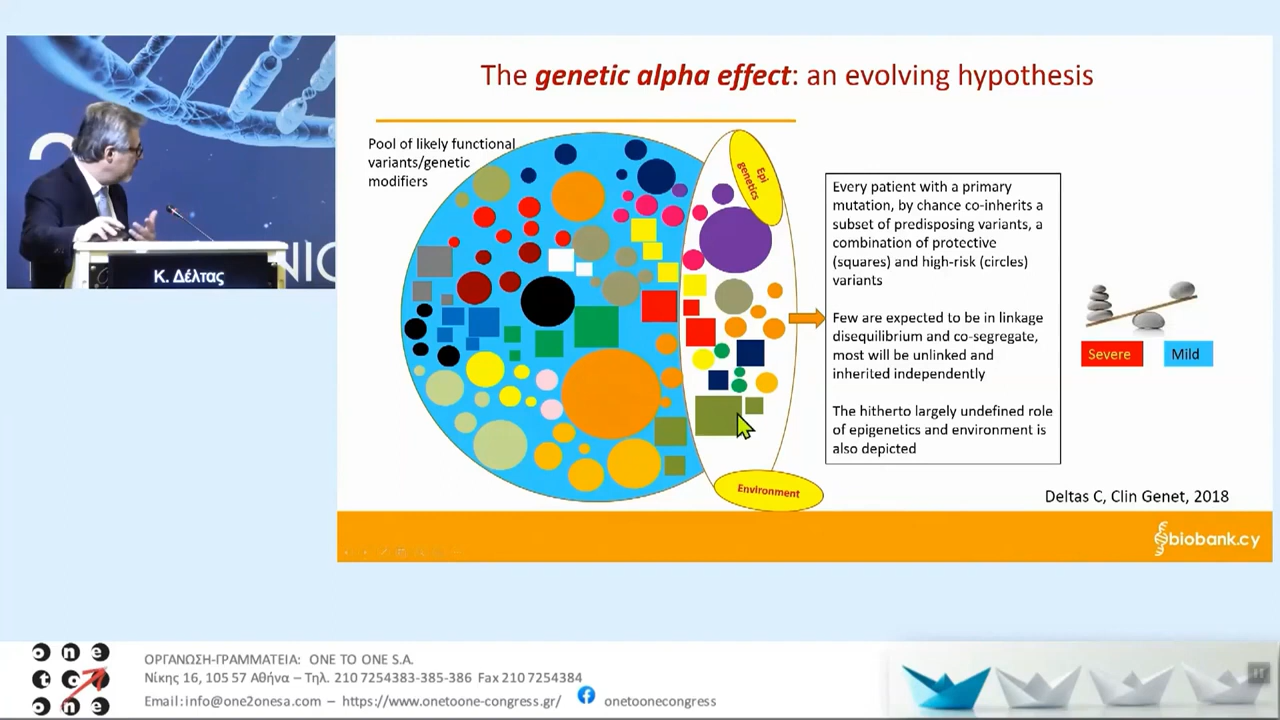 The genetic alpha effect: an evolving hypothesis
Pool of likely functional
variants/genetic
modifiers
Epi
genetics
Every patient with a primary
mutation, by chance co-inherits a
subset of predisposing variants, a
combination of protective
(squares) and high-risk (circles)
variants
Few are expected to be in linkage
disequilibrium and co-segregate,
most will be unlinked and
inherited independently
The hitherto largely undefined role
of epigenetics and environment is
also depicted
Severe
Mild
Environment
Deltas C, Clin Genet, 2018
biobank.cy
2
Κ. Δέλτας
NIC
one
to
one
ΟΡΓΑΝΩΣΗ-ΓΡΑΜΜΑΤΕΙΑ: ONE TO ONE S.A.
Νίκης 16, 105 57 Αθήνα – Τηλ. 210 7254383-385-386 Fax 210 7254384
Email: info@one2onesa.com – https://www.onetoone-congress.gr/
onetoonecongress